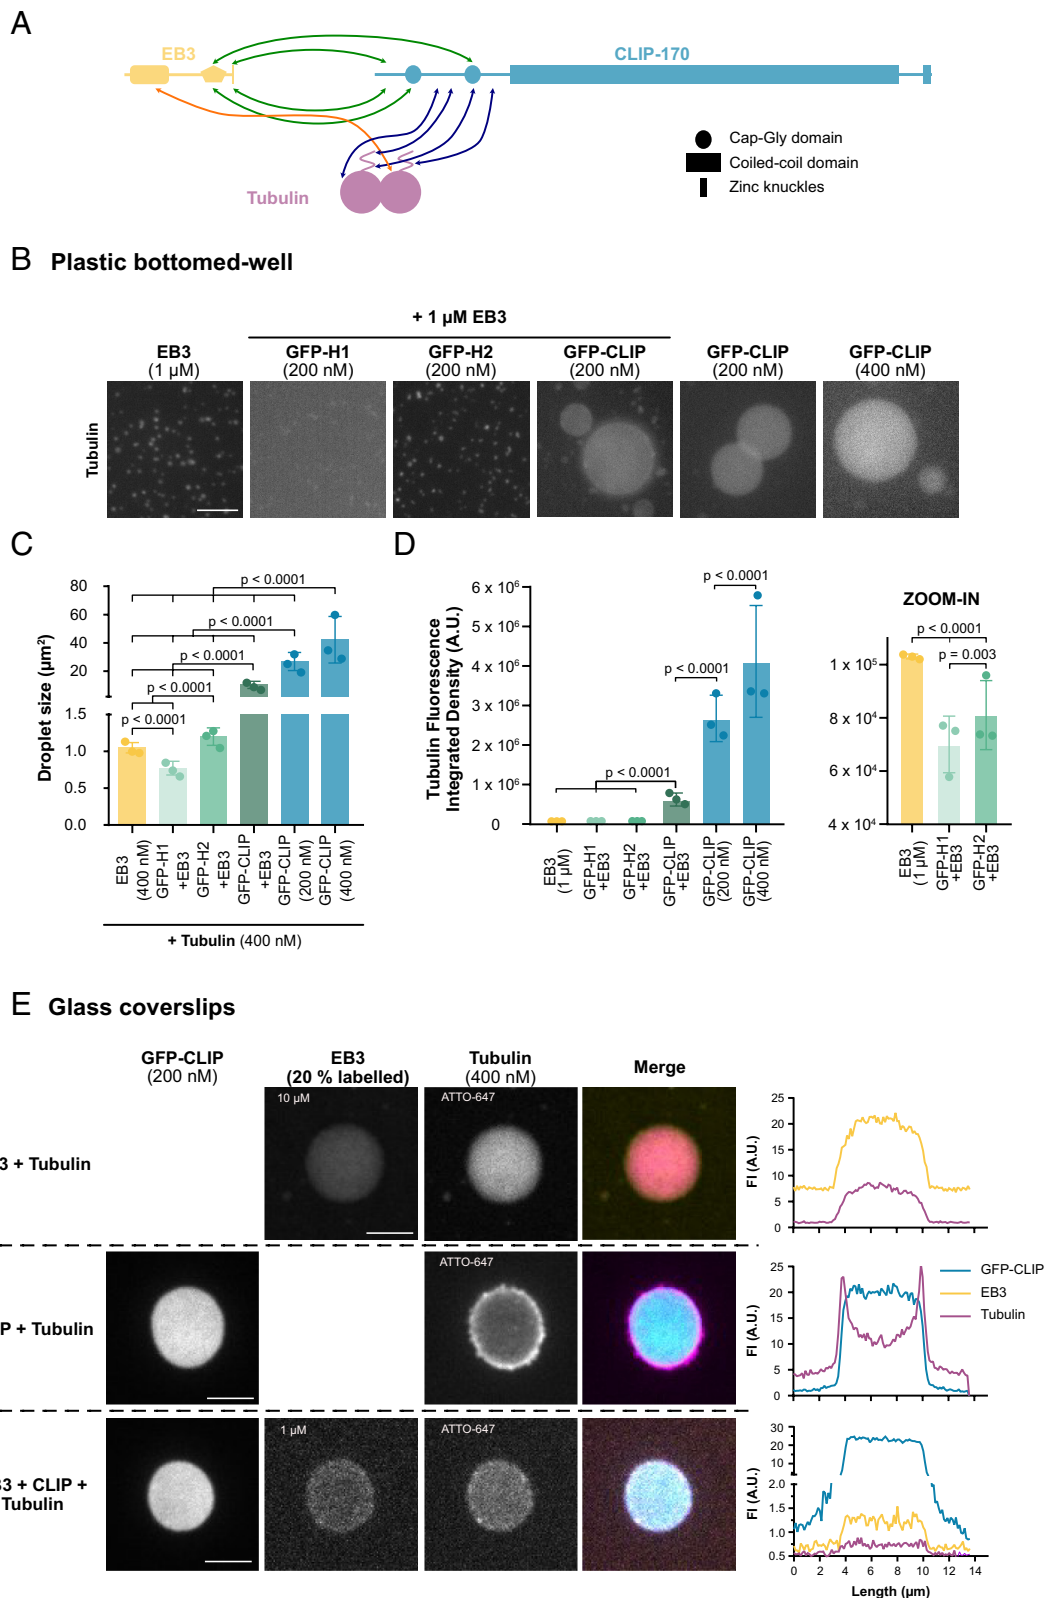 A
EB3
CLIP-170
Cap-Gly domain
Coiled-coil domain
Zinc knuckles
Tubulin
B Plastic bottomed-well
+ 1 µM EB3
EB3 GFP-H1 GFP-H2 GFP-CLIP GFP-CLIP GFP-CLIP
(1 µM) (200 nM) (200 nM) (200 nM) (200 nM) (400 nM)
Tubulin
C
Droplet size (µm²)
80
60
40
20
1.5
1.0
0.5
0.0
p < 0.0001
p < 0.0001
p < 0.0001
p < 0.0001
p < 0.0001
EB3
(400 nM)
GFP-H1
+EB3
GFP-H2
+EB3
GFP-CLIP
+EB3
GFP-CLIP
(200 nM)
GFP-CLIP
(400 nM)
+ Tubulin (400 nM)
D
Tubulin Fluorescence
Integrated Density (A.U.)
6 x 10⁶
5 x 10⁶
4 x 10⁶
3 x 10⁶
2 x 10⁶
1 x 10⁶
0
p < 0.0001
p < 0.0001
p < 0.0001
EB3
(1 µM)
GFP-H1
+EB3
GFP-H2
+EB3
GFP-CLIP
+EB3
GFP-CLIP
(200 nM)
GFP-CLIP
(400 nM)
ZOOM-IN
p < 0.0001
p = 0.003
1 x 10⁵
8 x 10⁴
6 x 10⁴
4 x 10⁴
EB3
(1 µM)
GFP-H1
+EB3
GFP-H2
+EB3
E Glass coverslips
GFP-CLIP EB3 Tubulin Merge
(200 nM) (20 % labelled) (400 nM)
10 µM ATTO-647
3 + Tubulin
FI (A.U.)
25
20
15
10
5
0
ATTO-647
P + Tubulin
FI (A.U.)
25
20
15
10
5
0
GFP-CLIP
EB3
Tubulin
1 µM ATTO-647
33 + CLIP +
Tubulin
FI (A.U.)
30
20
10
2.0
1.5
1.0
0.5
0 2 4 6 8 10 12 14
Length (µm)